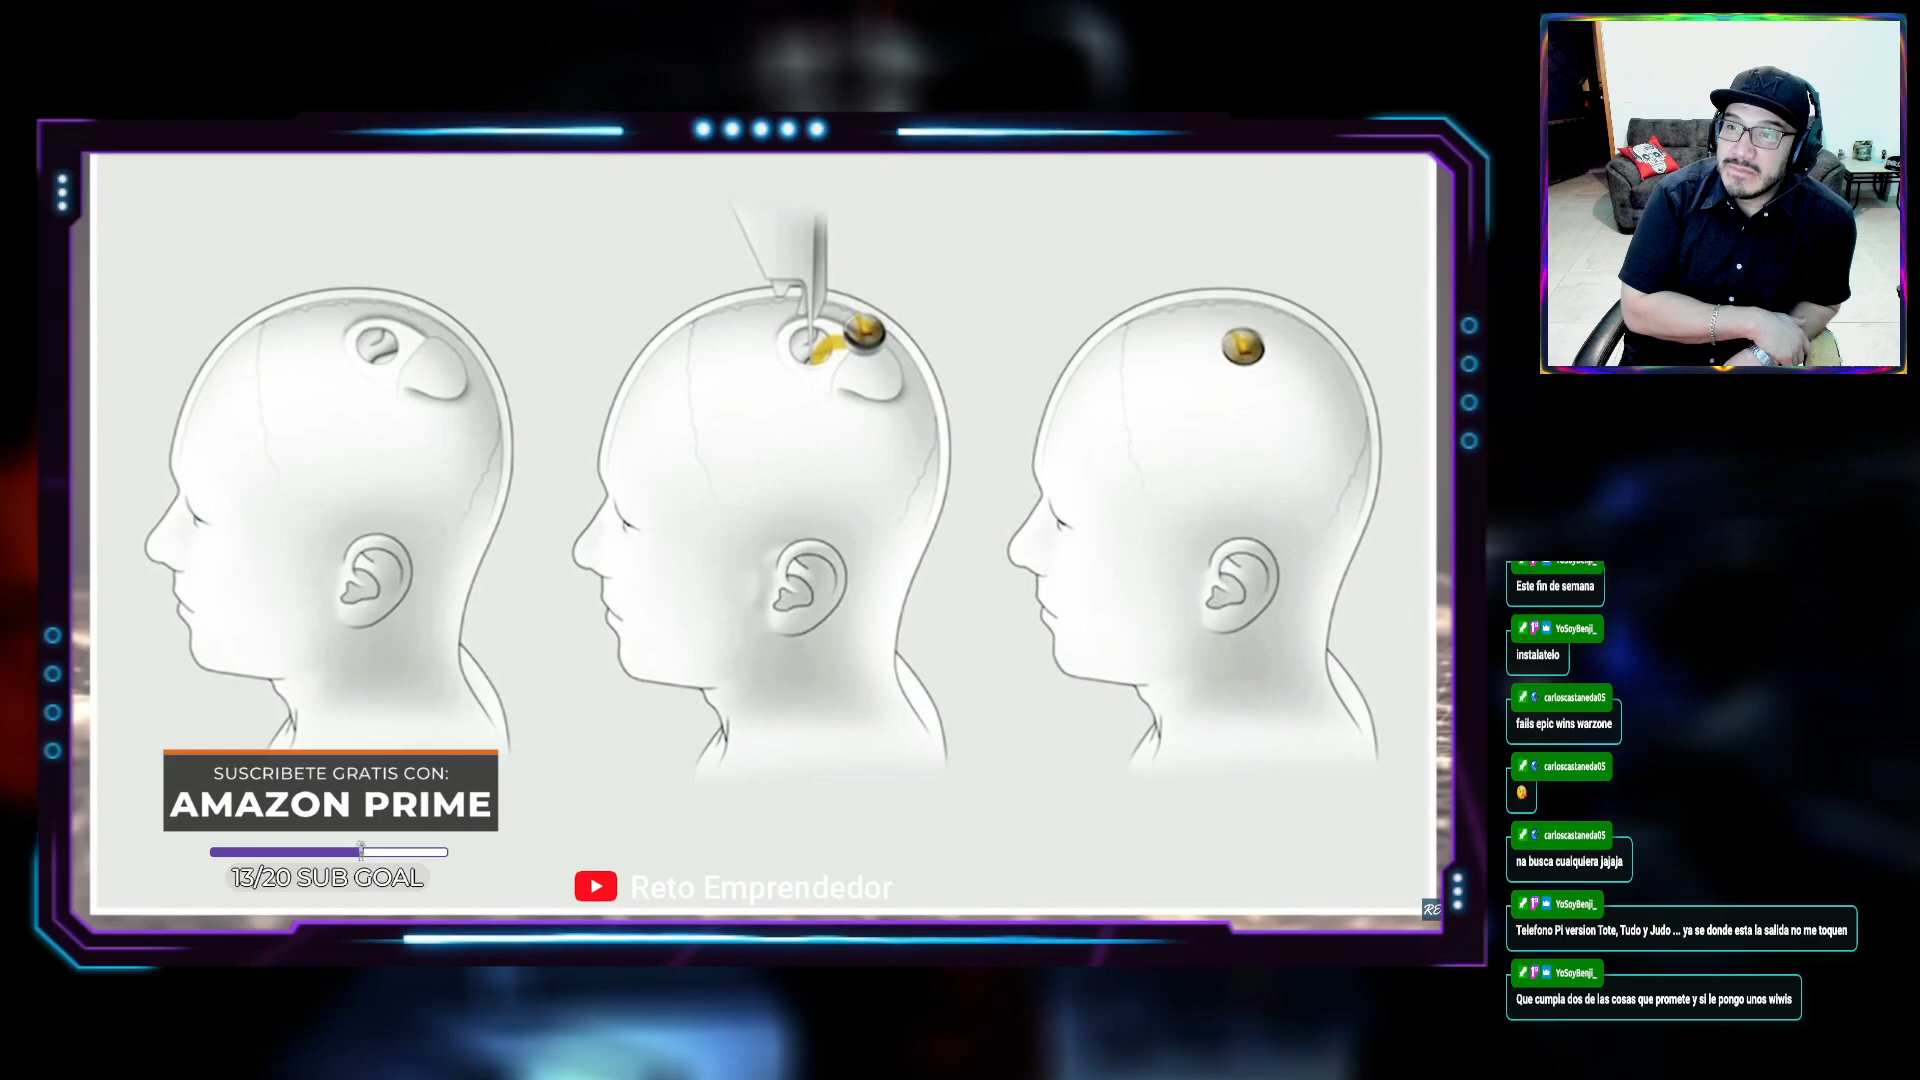 SUSCRIBETE GRATIS CON:
AMAZON PRIME
13/20 SUB GOAL
Reto Emprendedor
RE
Este fin de semana
YoSoyBenji_
instalatelo
carloscastaneda05
fails epic wins warzone
carloscastaneda05
carloscastaneda05
na busca cualquiera jajaja
YoSoyBenji_
Telefono Pi version Tote, Tudo y Judo ... ya se donde esta la salida no me toquen
YoSoyBenji_
Que cumpla dos de las cosas que promete y si le pongo unos wiwis